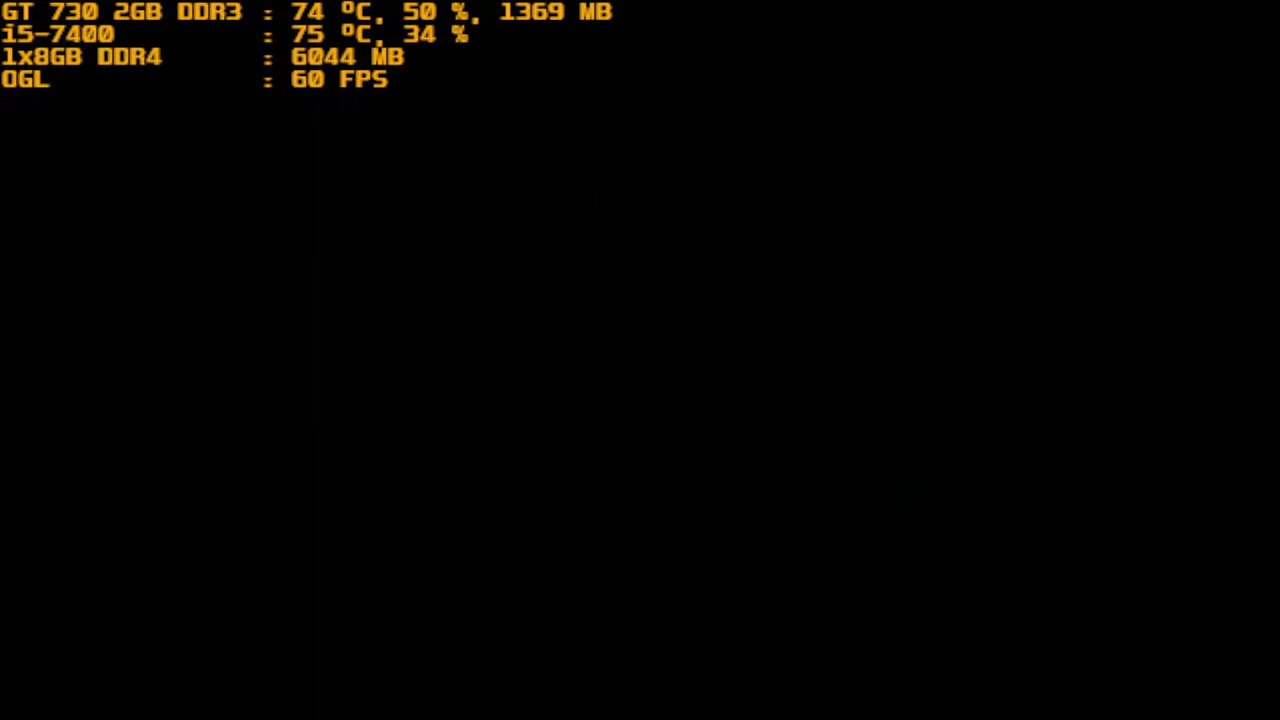 GT 730 2GB DDR3 : 74 ºC, 50 %, 1369 MB
i5-7400 : 75 ºC, 34 %
1x8GB DDR4 : 6044 MB
OGL : 60 FPS